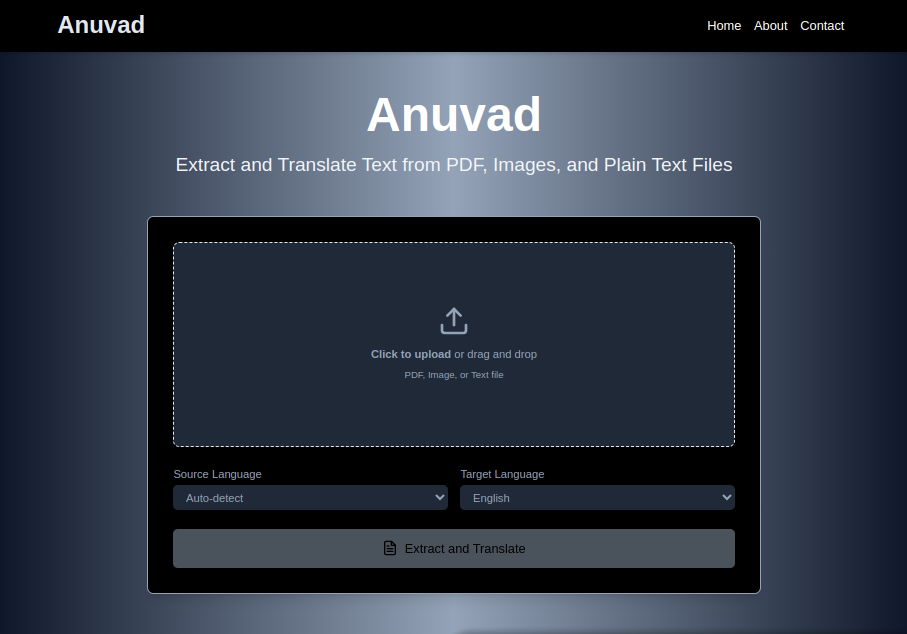 Anuvad
Home About Contact
Anuvad
Extract and Translate Text from PDF, Images, and Plain Text Files
Click to upload or drag and drop
PDF, Image, or Text file
Source Language
Auto-detect
Target Language
English
Extract and Translate